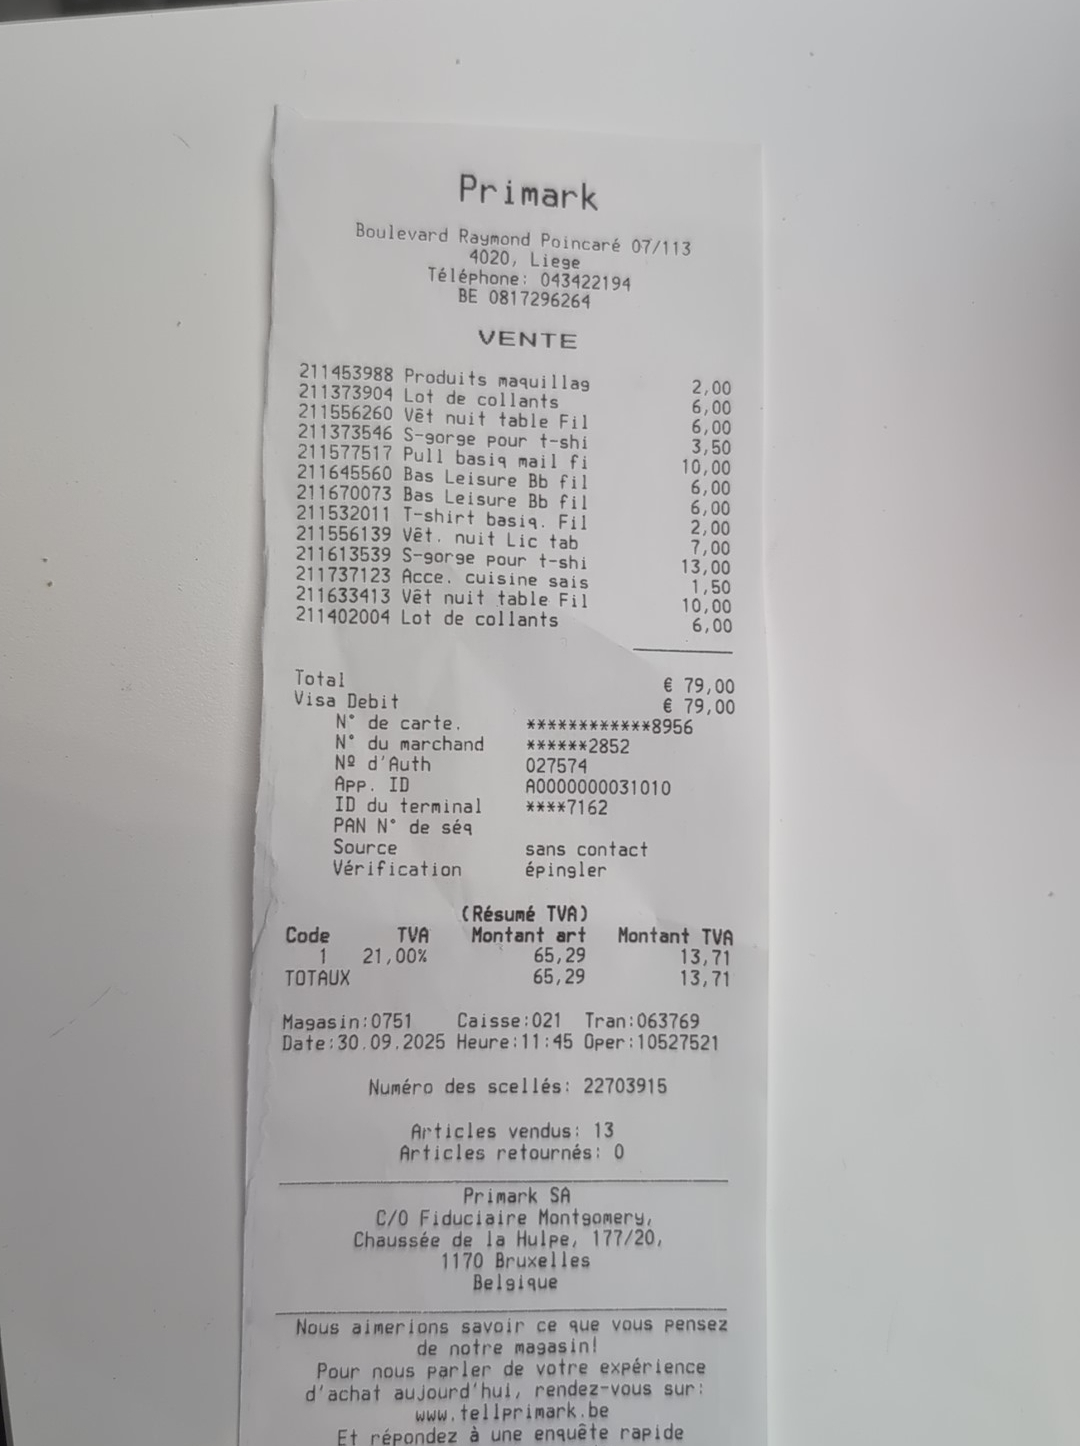 Primark
Boulevard Raymond Poincaré 07/113
4020, Liege
Téléphone: 043422194
BE 0817296264
VENTE
211453988 Produits maquillag 2,00
211373904 Lot de collants 6,00
211556260 Vêt nuit table Fil 6,00
211373546 S-gorge pour t-shi 3,50
211577517 Pull basiq mail fi 10,00
211645560 Bas Leisure Bb fil 6,00
211670073 Bas Leisure Bb fil 6,00
211532011 T-shirt basiq. Fil 2,00
211556139 Vêt. nuit Lic tab 7,00
211613539 S-gorge pour t-shi 13,00
211737123 Acce. cuisine sais 1,50
211633413 Vêt nuit table Fil 10,00
211402004 Lot de collants 6,00
Total € 79,00
Visa Debit € 79,00
N° de carte. ************8956
N° du marchand ******2852
Nº d'Auth 027574
App. ID A0000000031010
ID du terminal ****7162
PAN N° de séq
Source sans contact
Vérification épingler
(Résumé TVA)
Code TVA Montant art Montant TVA
1 21,00% 65,29 13,71
TOTAUX 65,29 13,71
Magasin:0751 Caisse:021 Tran:063769
Date:30.09.2025 Heure:11:45 Oper:10527521
Numéro des scellés: 22703915
Articles vendus: 13
Articles retournés: 0
Primark SA
C/O Fiduciaire Montgomery,
Chaussée de la Hulpe, 177/20,
1170 Bruxelles
Belgique
Nous aimerions savoir ce que vous pensez
de notre magasin!
Pour nous parler de votre expérience
d'achat aujourd'hui, rendez-vous sur:
www.tellprimark.be
Et répondez à une enquête rapide